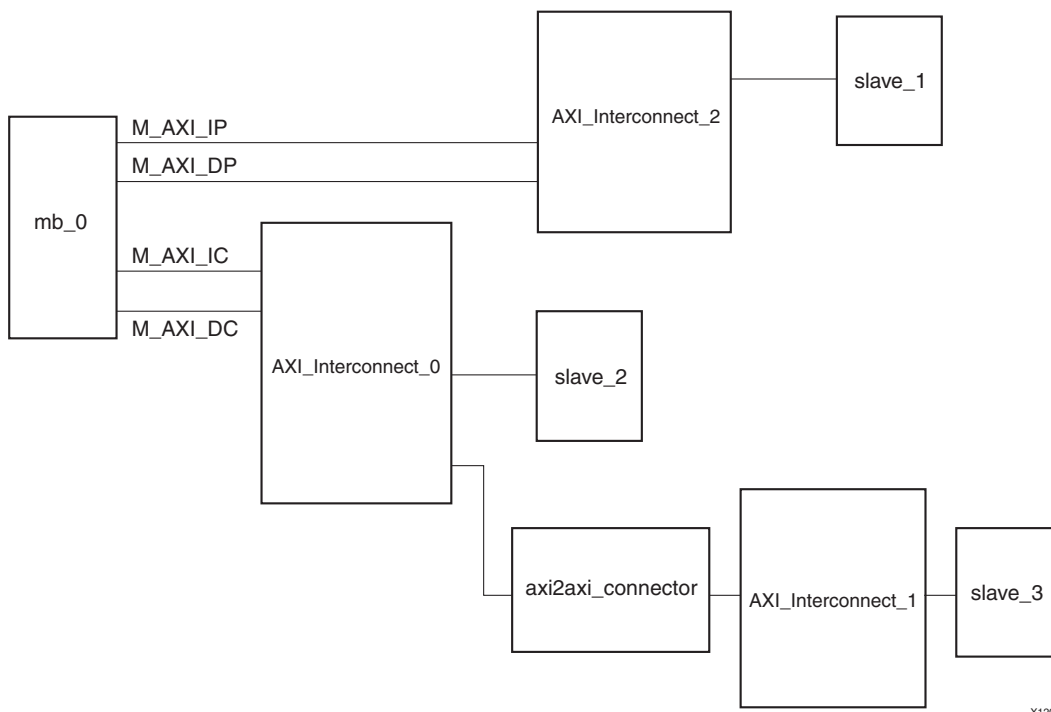 slave_1
AXI_Interconnect_2
M_AXI_IP
M_AXI_DP
mb_0
M_AXI_IC
M_AXI_DC
AXI_Interconnect_0
slave_2
axi2axi_connector
AXI_Interconnect_1
slave_3